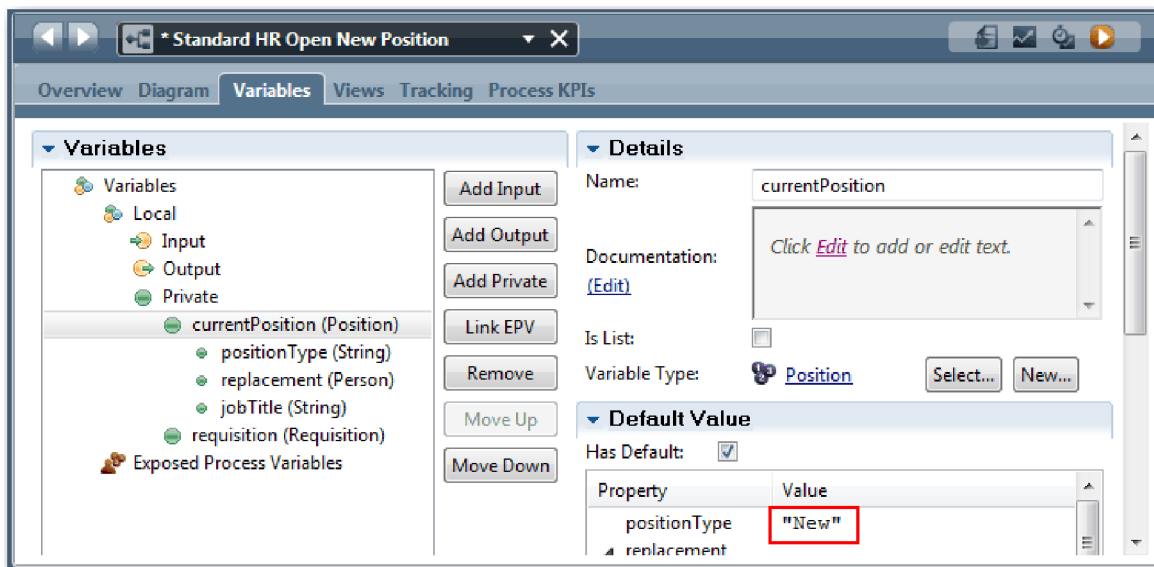 * Standard HR Open New Position
Overview Diagram Variables Views Tracking Process KPIs
Variables
Variables
Local
Input
Output
Private
currentPosition (Position)
positionType (String)
replacement (Person)
jobTitle (String)
requisition (Requisition)
Exposed Process Variables
Add Input
Add Output
Add Private
Link EPV
Remove
Move Up
Move Down
Details
Name: currentPosition
Documentation:
(Edit)
Click Edit to add or edit text.
Is List:
Variable Type: Position Select... New...
Default Value
Has Default:
Property Value
positionType "New"
replacement